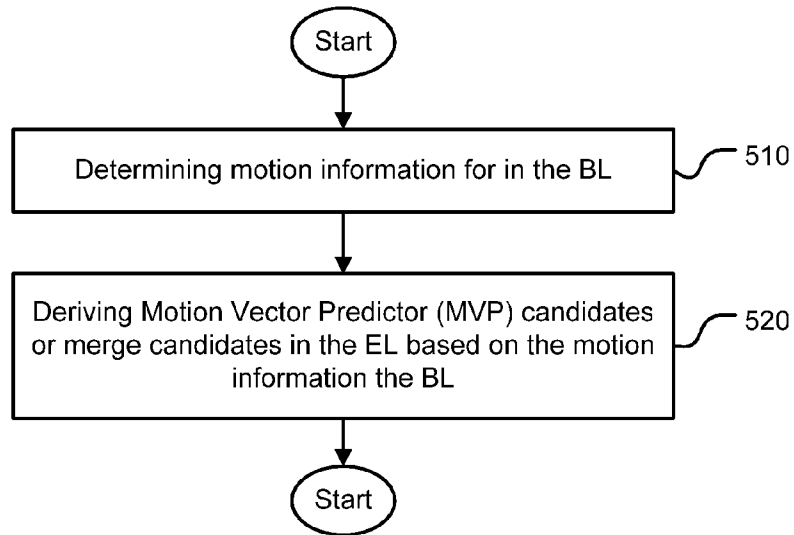 Start
Determining motion information for in the BL
510
Deriving Motion Vector Predictor (MVP) candidates
or merge candidates in the EL based on the motion
information the BL
520
Start